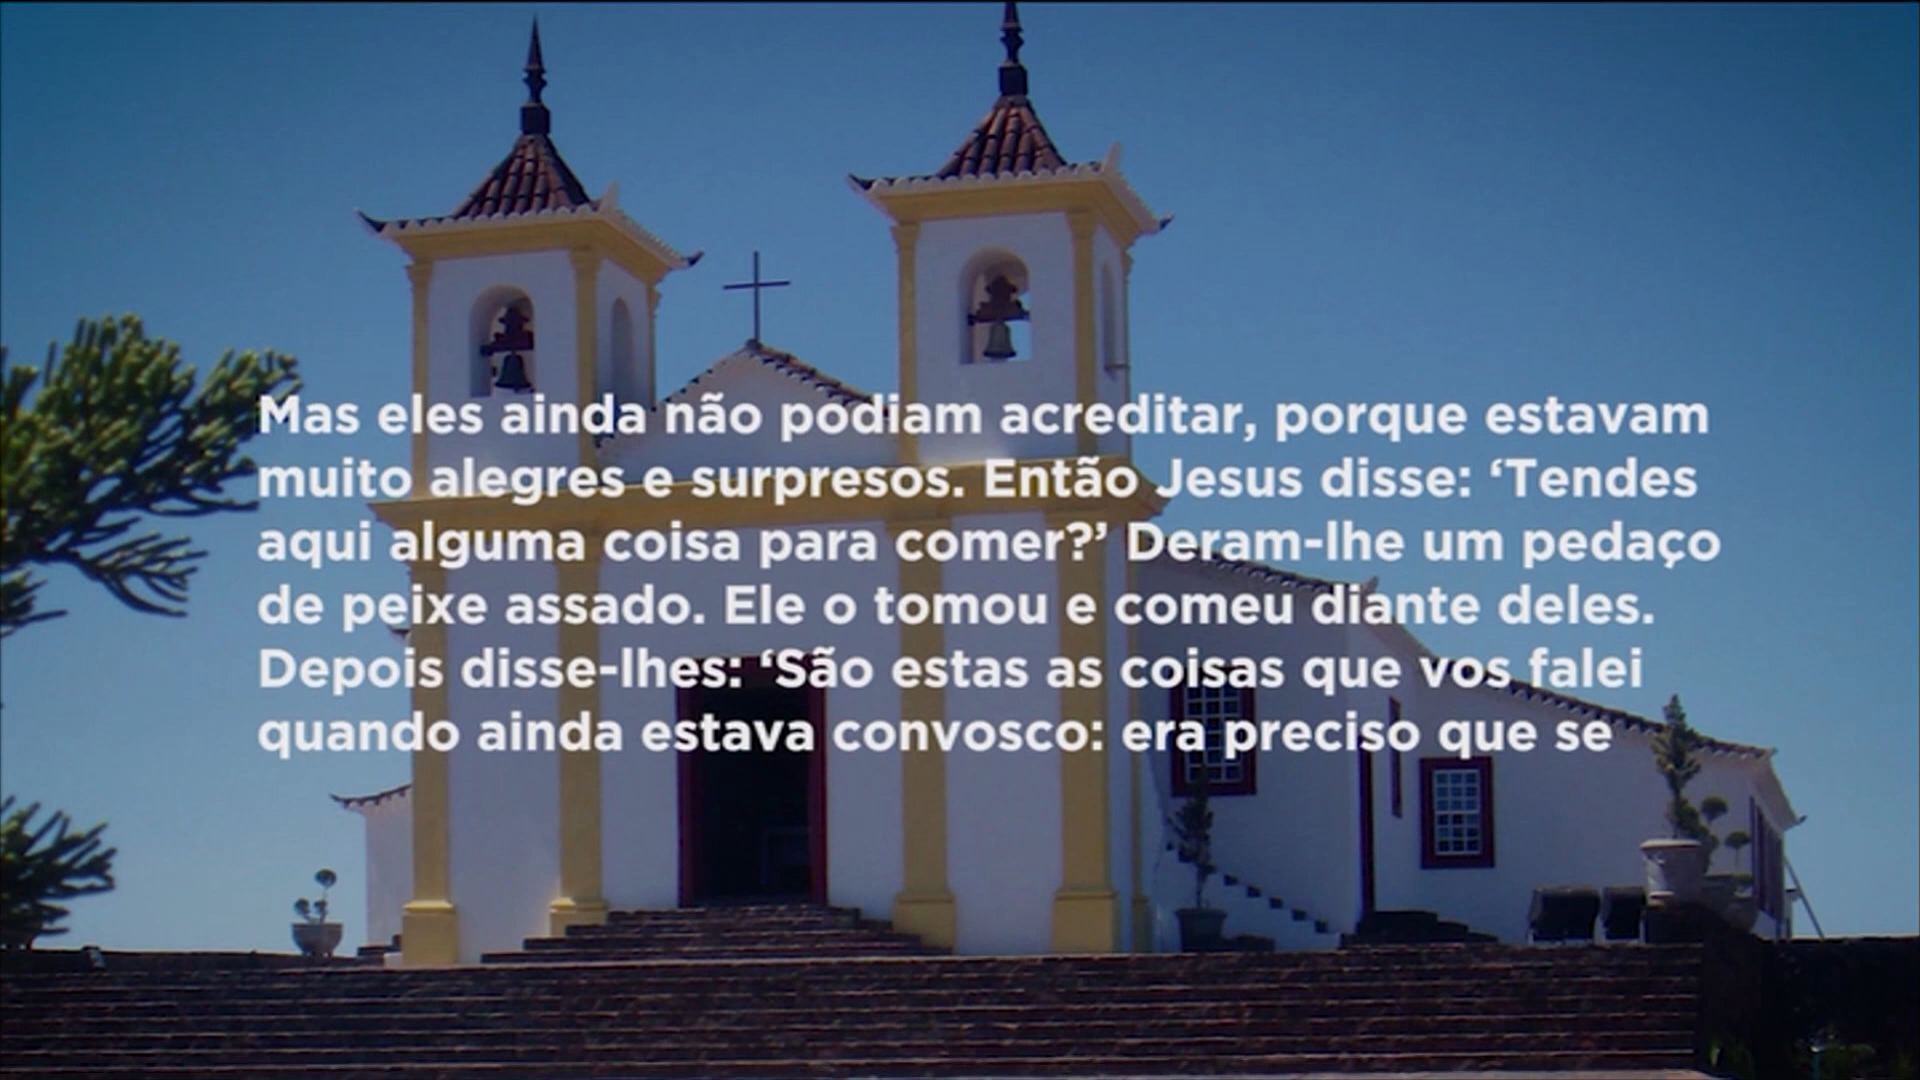 Mas eles ainda não podiam acreditar, porque estavam
muito alegres e surpresos. Então Jesus disse: ‘Tendes
aqui alguma coisa para comer?’ Deram-lhe um pedaço
de peixe assado. Ele o tomou e comeu diante deles.
Depois disse-lhes: ‘São estas as coisas que vos falei
quando ainda estava convosco: era preciso que se